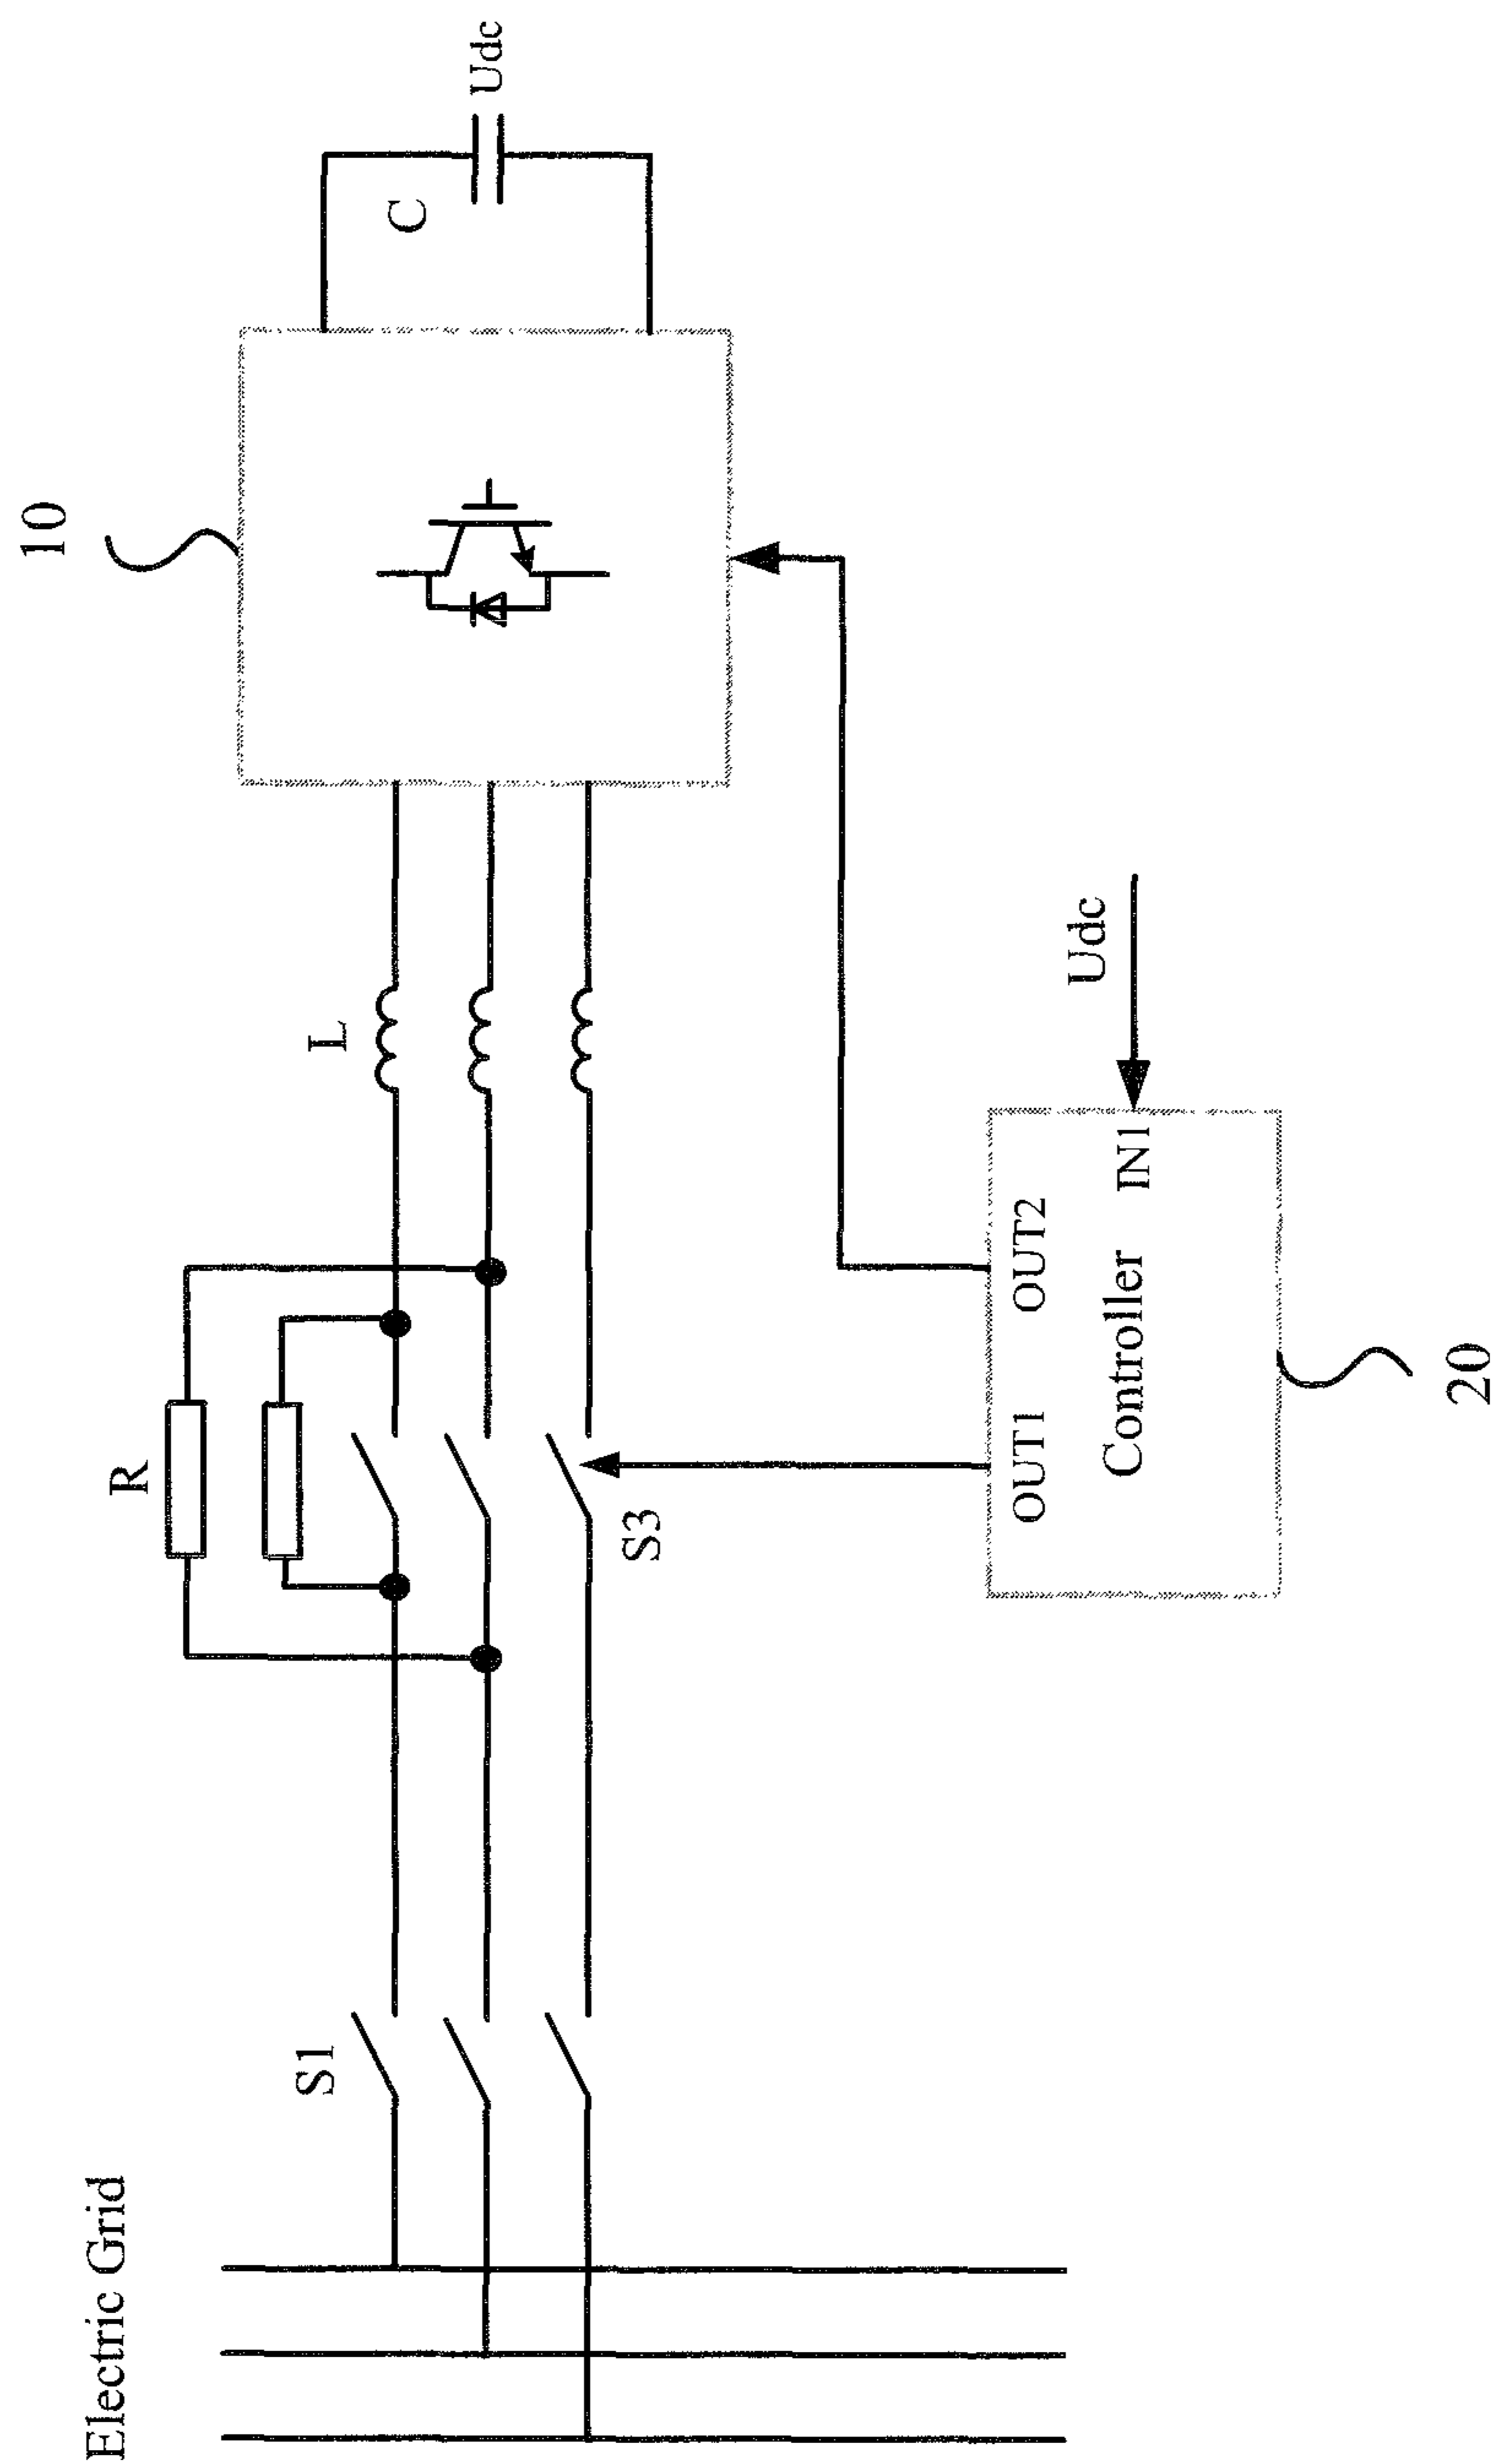 Electric Grid
S1
R
S3
L
10
C
Udc
OUT1
OUT2
Controller
IN1
Udc
20